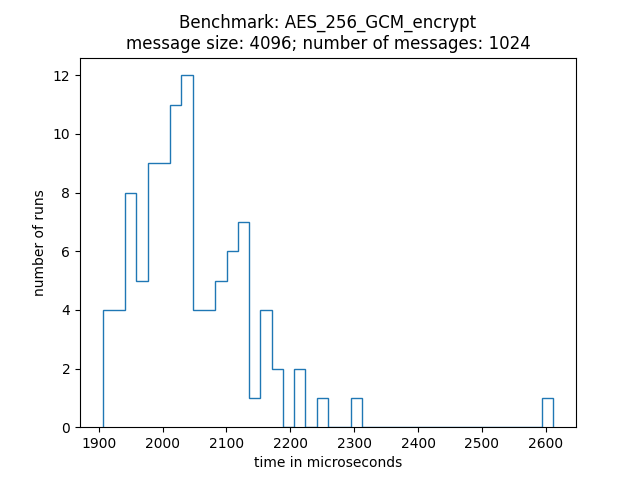 Benchmark: AES_256_GCM_encrypt
message size: 4096; number of messages: 1024
12
10
8
6
4
2
0
number of runs
1900 2000 2100 2200 2300 2400 2500 2600
time in microseconds